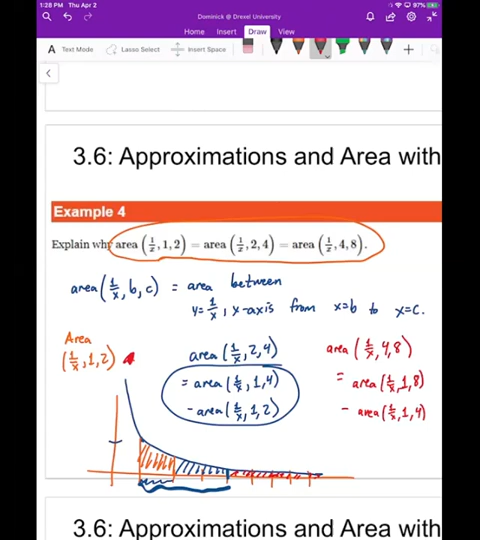 1:28 PM Thu Apr 2
97%
Dominick @ Drexel University
Home Insert Draw View
A Text Mode Lasso Select Insert Space
3.6: Approximations and Area with
Example 4
Explain why area (1/x, 1, 2) = area (1/x, 2, 4) = area (1/x, 4, 8).
area (1/x, b, c) = area between
y = 1/x, x-axis from x=b to x=c.
Area
(1/x, 1, 2)
area (1/x, 2, 4)
= area (1/x, 1, 4)
- area (1/x, 1, 2)
area (1/x, 4, 8)
= area (1/x, 1, 8)
- area (1/x, 1, 4)
3.6: Approximations and Area with